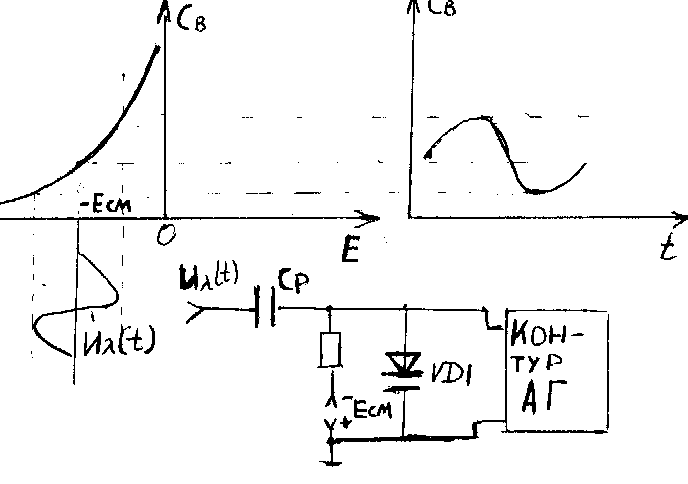 Cв
Cв
-Eсм
O
E
t
Uλ(t)
Uλ(t)
Cр
VD1
- Eсм
+
КОН-
ТУР
АГ